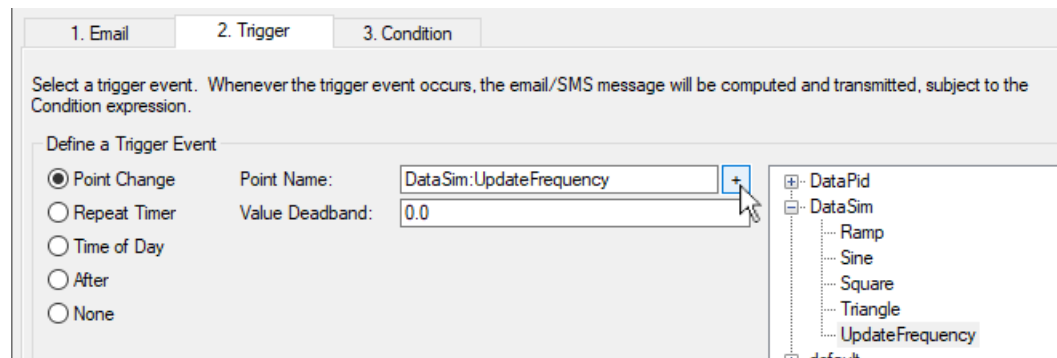 1. Email
2. Trigger
3. Condition
Select a trigger event. Whenever the trigger event occurs, the email/SMS message will be computed and transmitted, subject to the
Condition expression.
Define a Trigger Event
Point Change
Point Name:
DataSim:UpdateFrequency
+
Repeat Timer
Value Deadband:
0.0
Time of Day
After
None
DataPid
DataSim
Ramp
Sine
Square
Triangle
UpdateFrequency
default